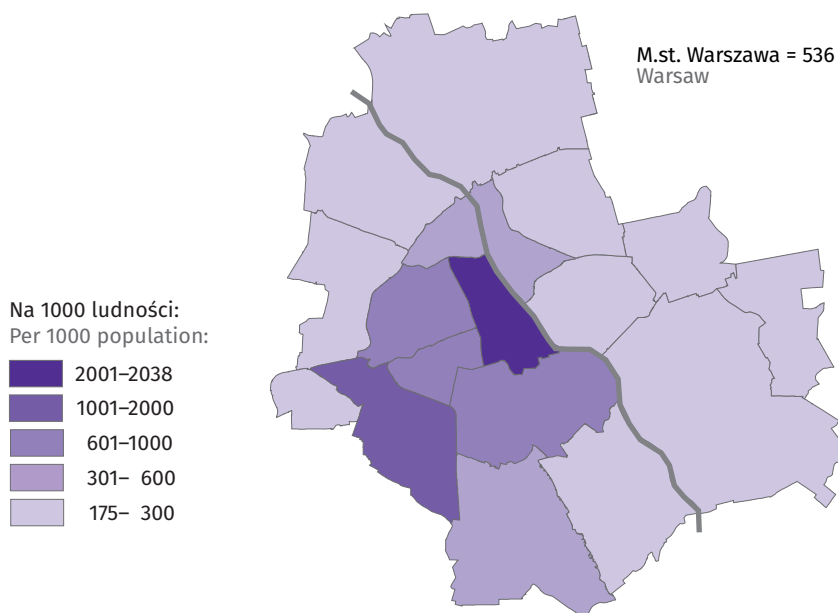 M.st. Warszawa = 536
Warsaw
Na 1000 ludności:
Per 1000 population:
2001–2038
1001–2000
601–1000
301– 600
175– 300